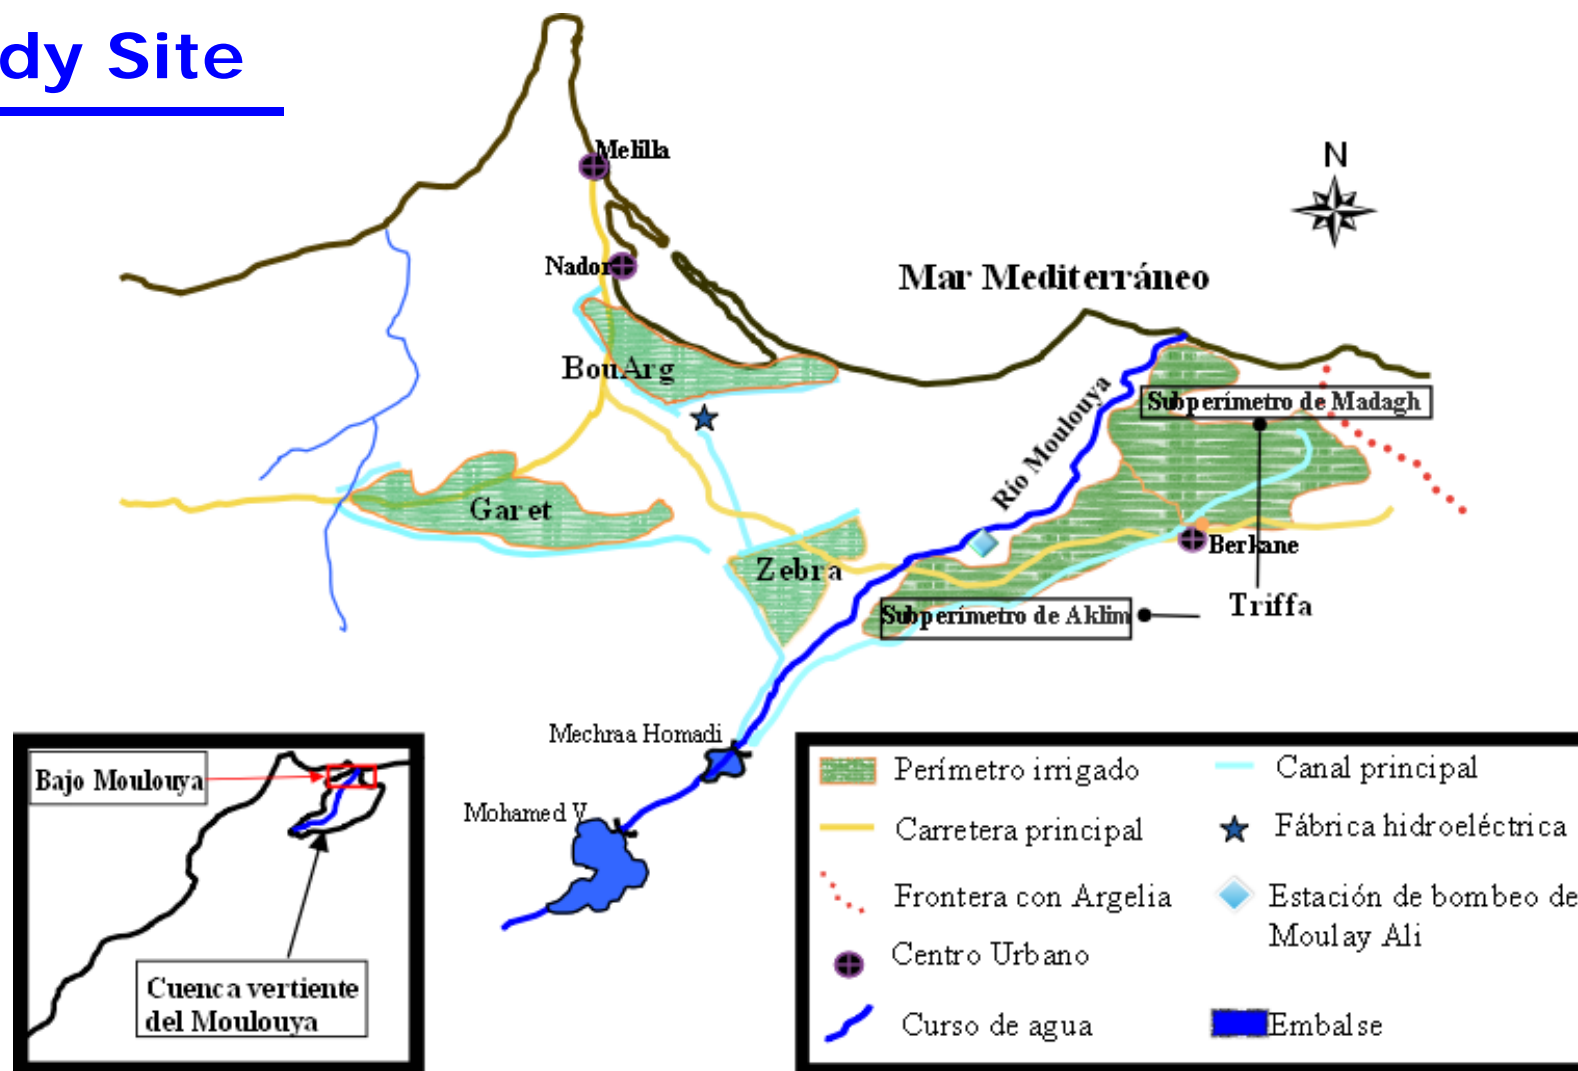 dy Site
Melilla
N
Nador
Mar Mediterráneo
BouArg
Subperímetro de Madagh
Río Moulouya
Garet
Berkane
Zebra
Triffa
Subperímetro de Aklim
Mechraa Homadi
Mohamed V
Bajo Moulouya
Cuenca vertiente
del Moulouya
Perímetro irrigado
Canal principal
Carretera principal
Fábrica hidroeléctrica
Frontera con Argelia
Estación de bombeo de
Moulay Ali
Centro Urbano
Curso de agua
Embalse